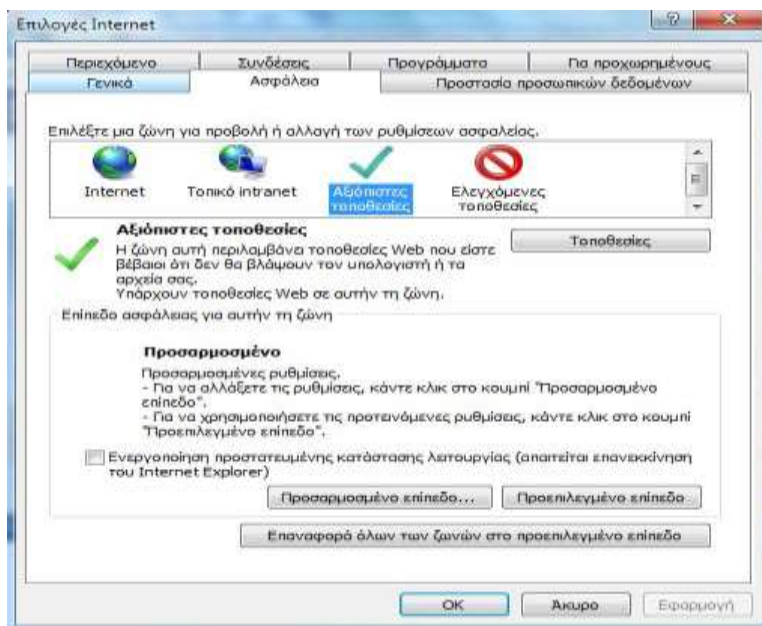 Επιλογές Internet
Περιεχόμενο Συνδέσεις Προγράμματα Για προχωρημένους
Γενικά Ασφάλεια Προστασία προσωπικών δεδομένων
Επιλέξτε μια ζώνη για προβολή ή αλλαγή των ρυθμίσεων ασφαλείας.
Internet Τοπικό intranet Αξιόπιστες τοποθεσίες Ελεγχόμενες τοποθεσίες
Αξιόπιστες τοποθεσίες
Τοποθεσίες
Η ζώνη αυτή περιλαμβάνει τοποθεσίες Web που είστε
βέβαιοι ότι δεν θα βλάψουν τον υπολογιστή ή τα
αρχεία σας.
Υπάρχουν τοποθεσίες Web σε αυτήν τη ζώνη.
Επίπεδο ασφάλειας για αυτήν τη ζώνη
Προσαρμοσμένο
Προσαρμοσμένες ρυθμίσεις.
- Για να αλλάξετε τις ρυθμίσεις, κάντε κλικ στο κουμπί "Προσαρμοσμένο
επίπεδο".
- Για να χρησιμοποιήσετε τις προτεινόμενες ρυθμίσεις, κάντε κλικ στο κουμπί
"Προεπιλεγμένο επίπεδο".
Ενεργοποίηση προστατευμένης κατάστασης λειτουργίας (απαιτείται επανεκκίνηση
του Internet Explorer)
Προσαρμοσμένο επίπεδο... Προεπιλεγμένο επίπεδο
Επαναφορά όλων των ζωνών στο προεπιλεγμένο επίπεδο
OK Άκυρο Εφαρμογή